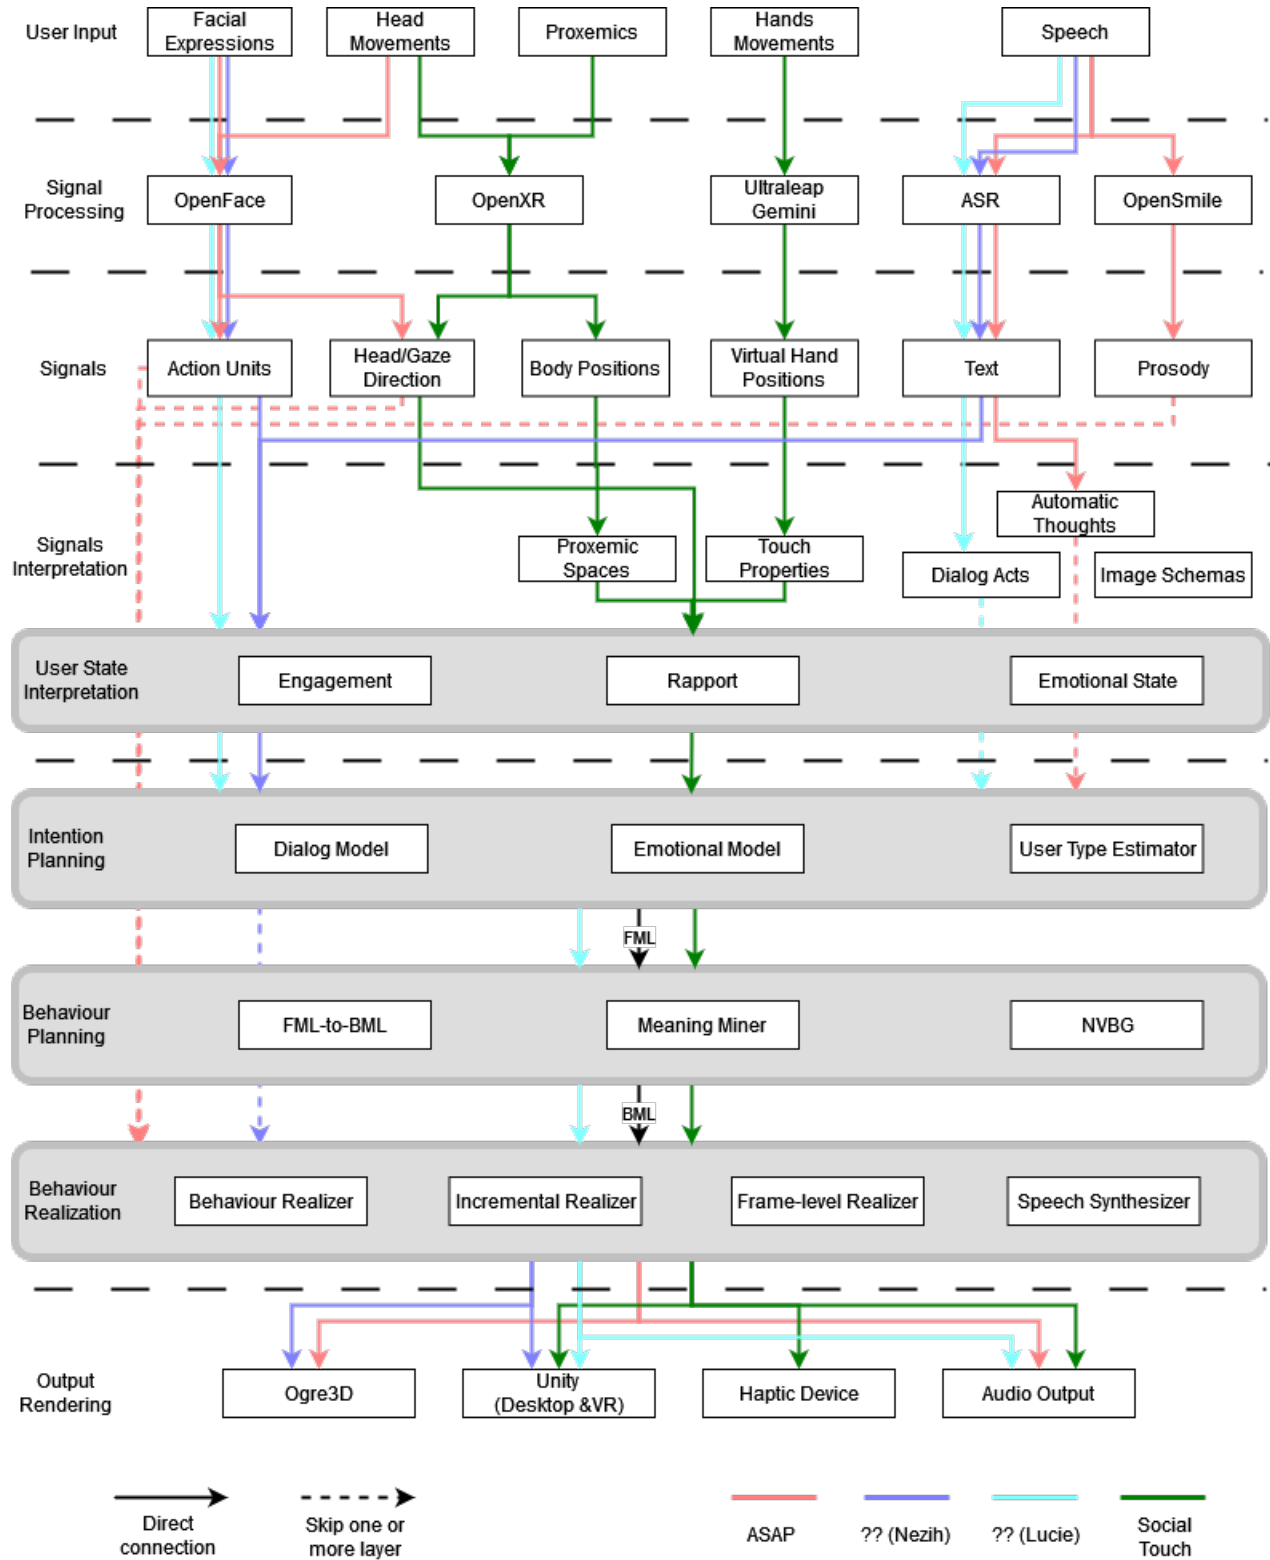 User Input
Facial
Expressions
Head
Movements
Proxemics
Hands
Movements
Speech
Signal
Processing
OpenFace
OpenXR
Ultraleap
Gemini
ASR
OpenSmile
Signals
Action Units
Head/Gaze
Direction
Body Positions
Virtual Hand
Positions
Text
Prosody
Signals
Interpretation
Proxemic
Spaces
Touch
Properties
Automatic
Thoughts
Dialog Acts
Image Schemas
User State
Interpretation
Engagement
Rapport
Emotional State
Intention
Planning
Dialog Model
Emotional Model
User Type Estimator
FML
Behaviour
Planning
FML-to-BML
Meaning Miner
NVBG
BML
Behaviour
Realization
Behaviour Realizer
Incremental Realizer
Frame-level Realizer
Speech Synthesizer
Output
Rendering
Ogre3D
Unity
(Desktop &VR)
Haptic Device
Audio Output
Direct
connection
Skip one or
more layer
ASAP
?? (Nezih)
?? (Lucie)
Social
Touch